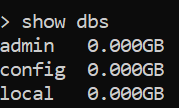 > show dbs
admin   0.000GB
config  0.000GB
local   0.000GB